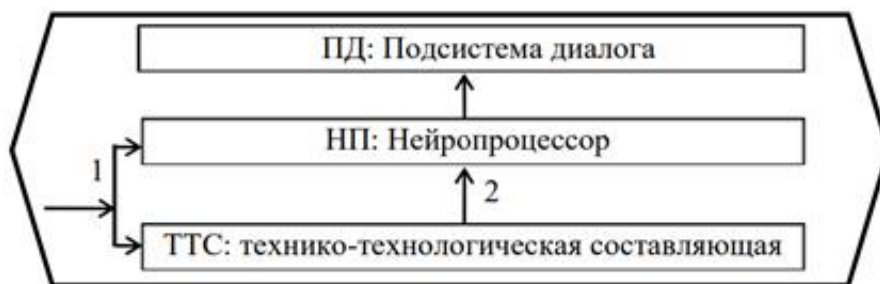 ПД: Подсистема диалога
НП: Нейропроцессор
1
2
ТТС: технико-технологическая составляющая